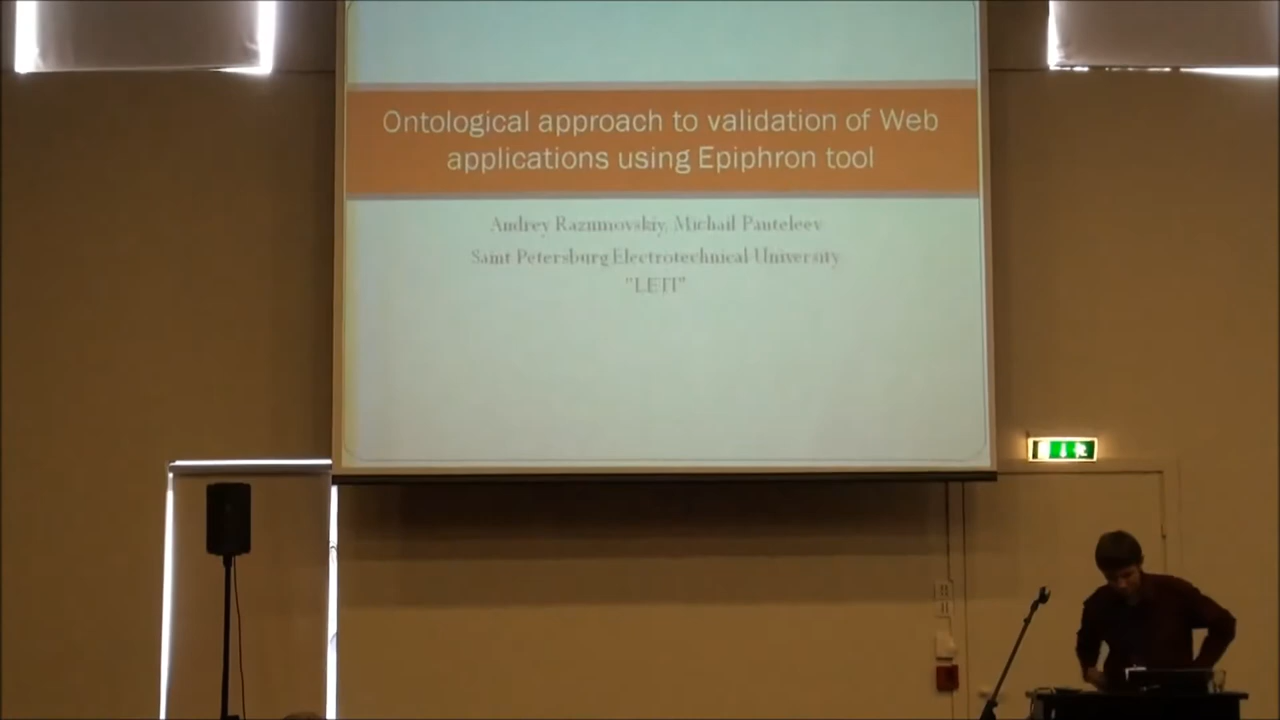 Ontological approach to validation of Web
applications using Epiphron tool
Andrey Razumovskiy, Michail Panteleev
Saint Petersburg Electrotechnical University
"LETI"